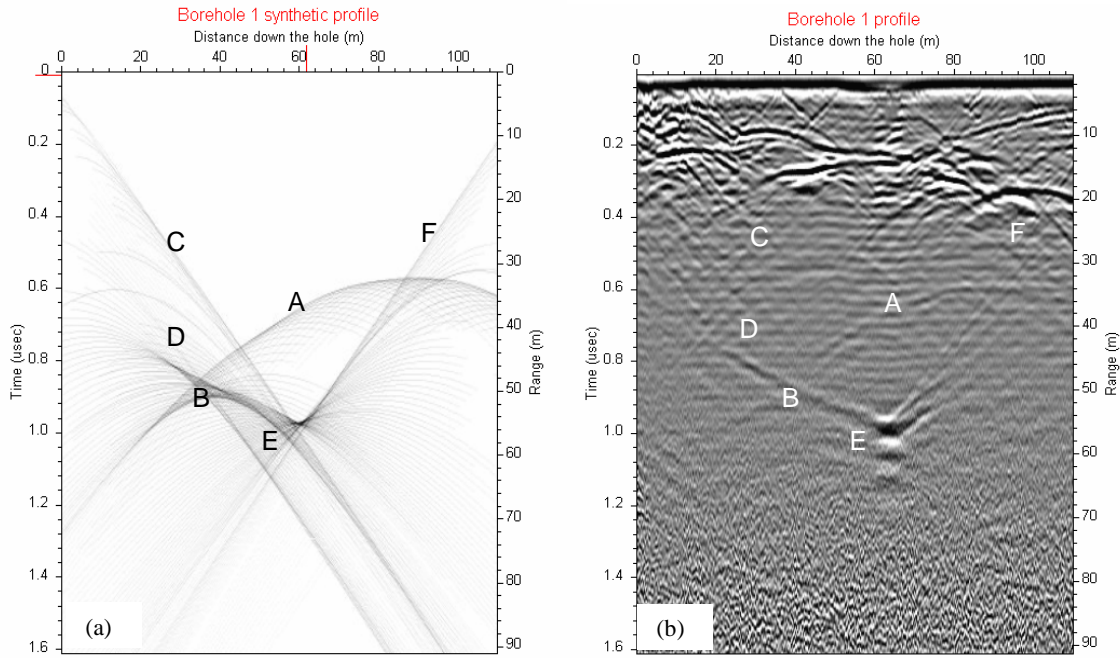 Borehole 1 synthetic profile
Distance down the hole (m)
0 20 40 60 80 100
0 0
0.2
0.4
0.6
0.8
1.0
1.2
1.4
1.6
Time (usec)
10
20
30
40
50
60
70
80
90
Range (m)
C
F
A
D
B
E
(a)
Borehole 1 profile
Distance down the hole (m)
0 20 40 60 80 100
0.2
0.4
0.6
0.8
1.0
1.2
1.4
1.6
Time (usec)
0
10
20
30
40
50
60
70
80
90
Range (m)
C
F
A
D
B
E
(b)